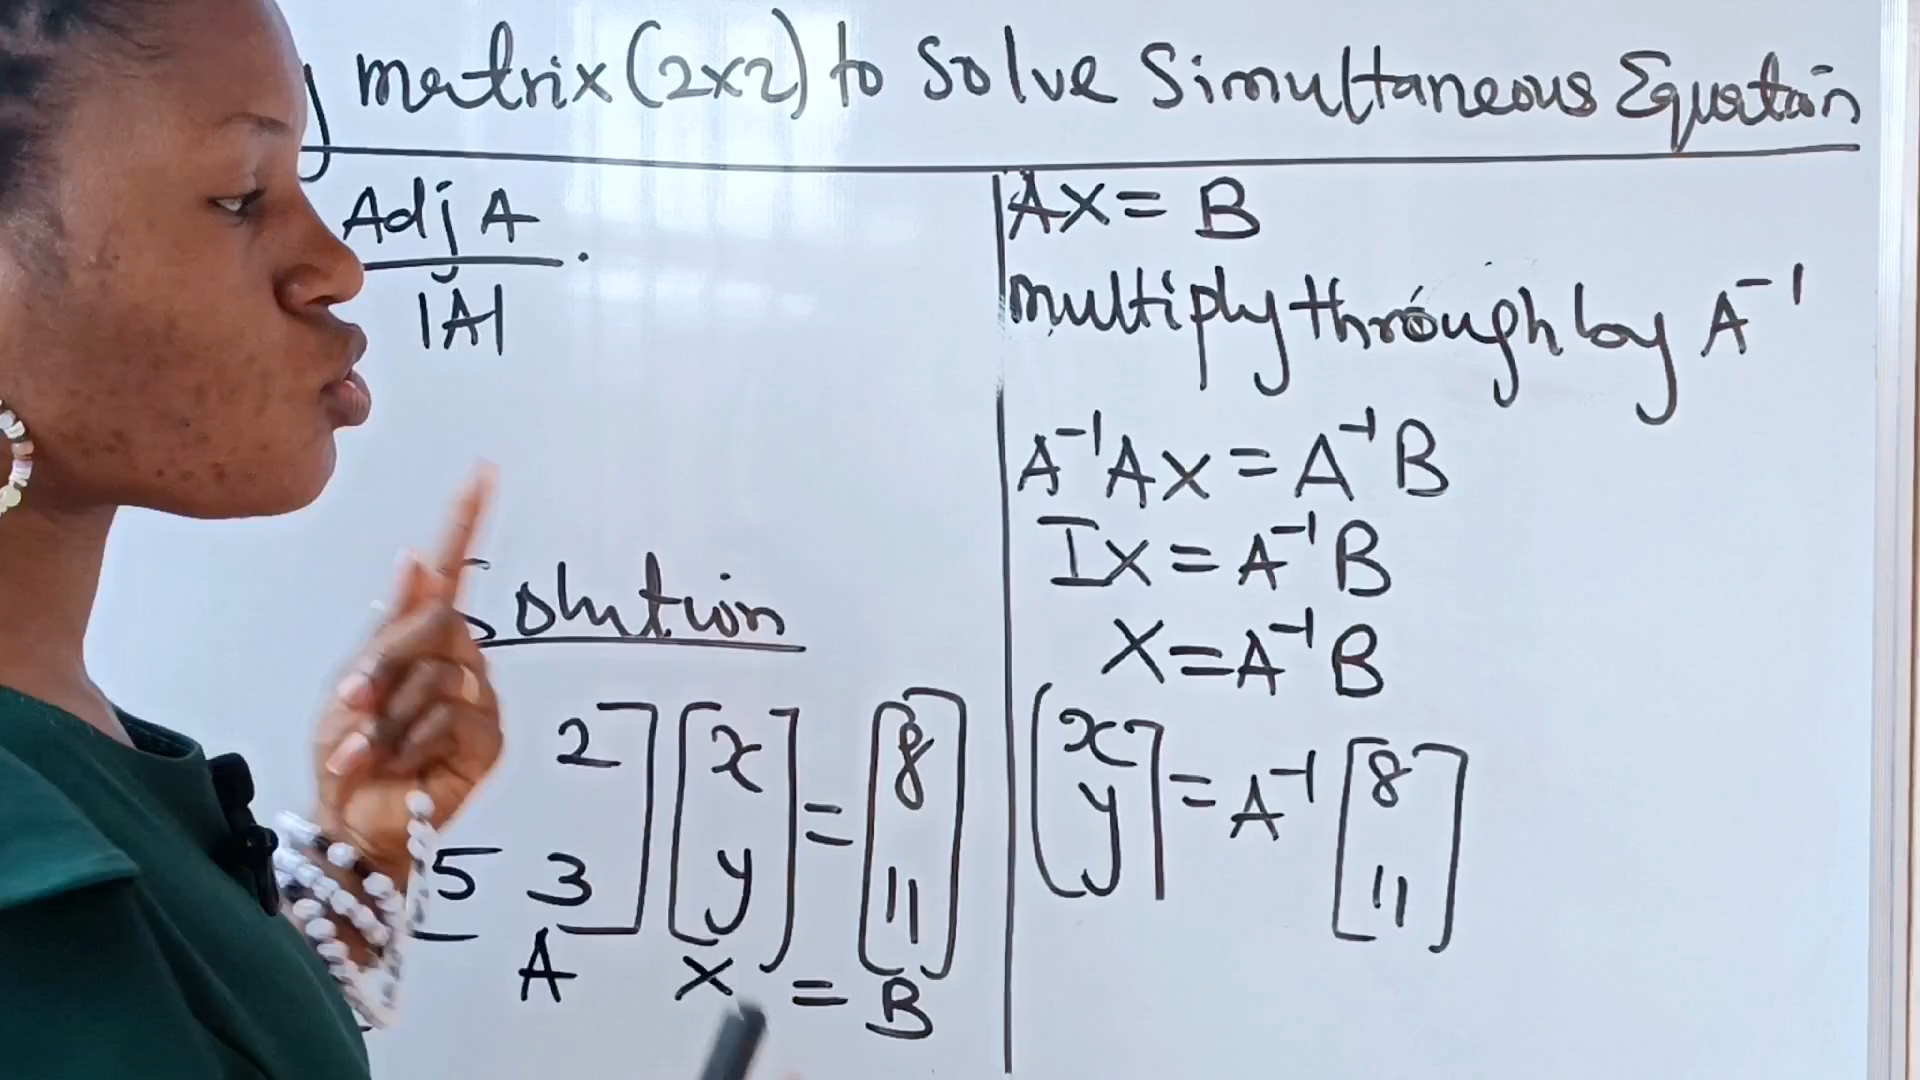 matrix (2x2) to Solve Simultaneous Equation
Adj A
|A|
Solution
2
5 3
A
[x
y]
X
=
[8
11]
= B
AX = B
multiply through by A⁻¹
A⁻¹AX = A⁻¹B
IX = A⁻¹B
X = A⁻¹B
[x
y] = A⁻¹ [8
11]